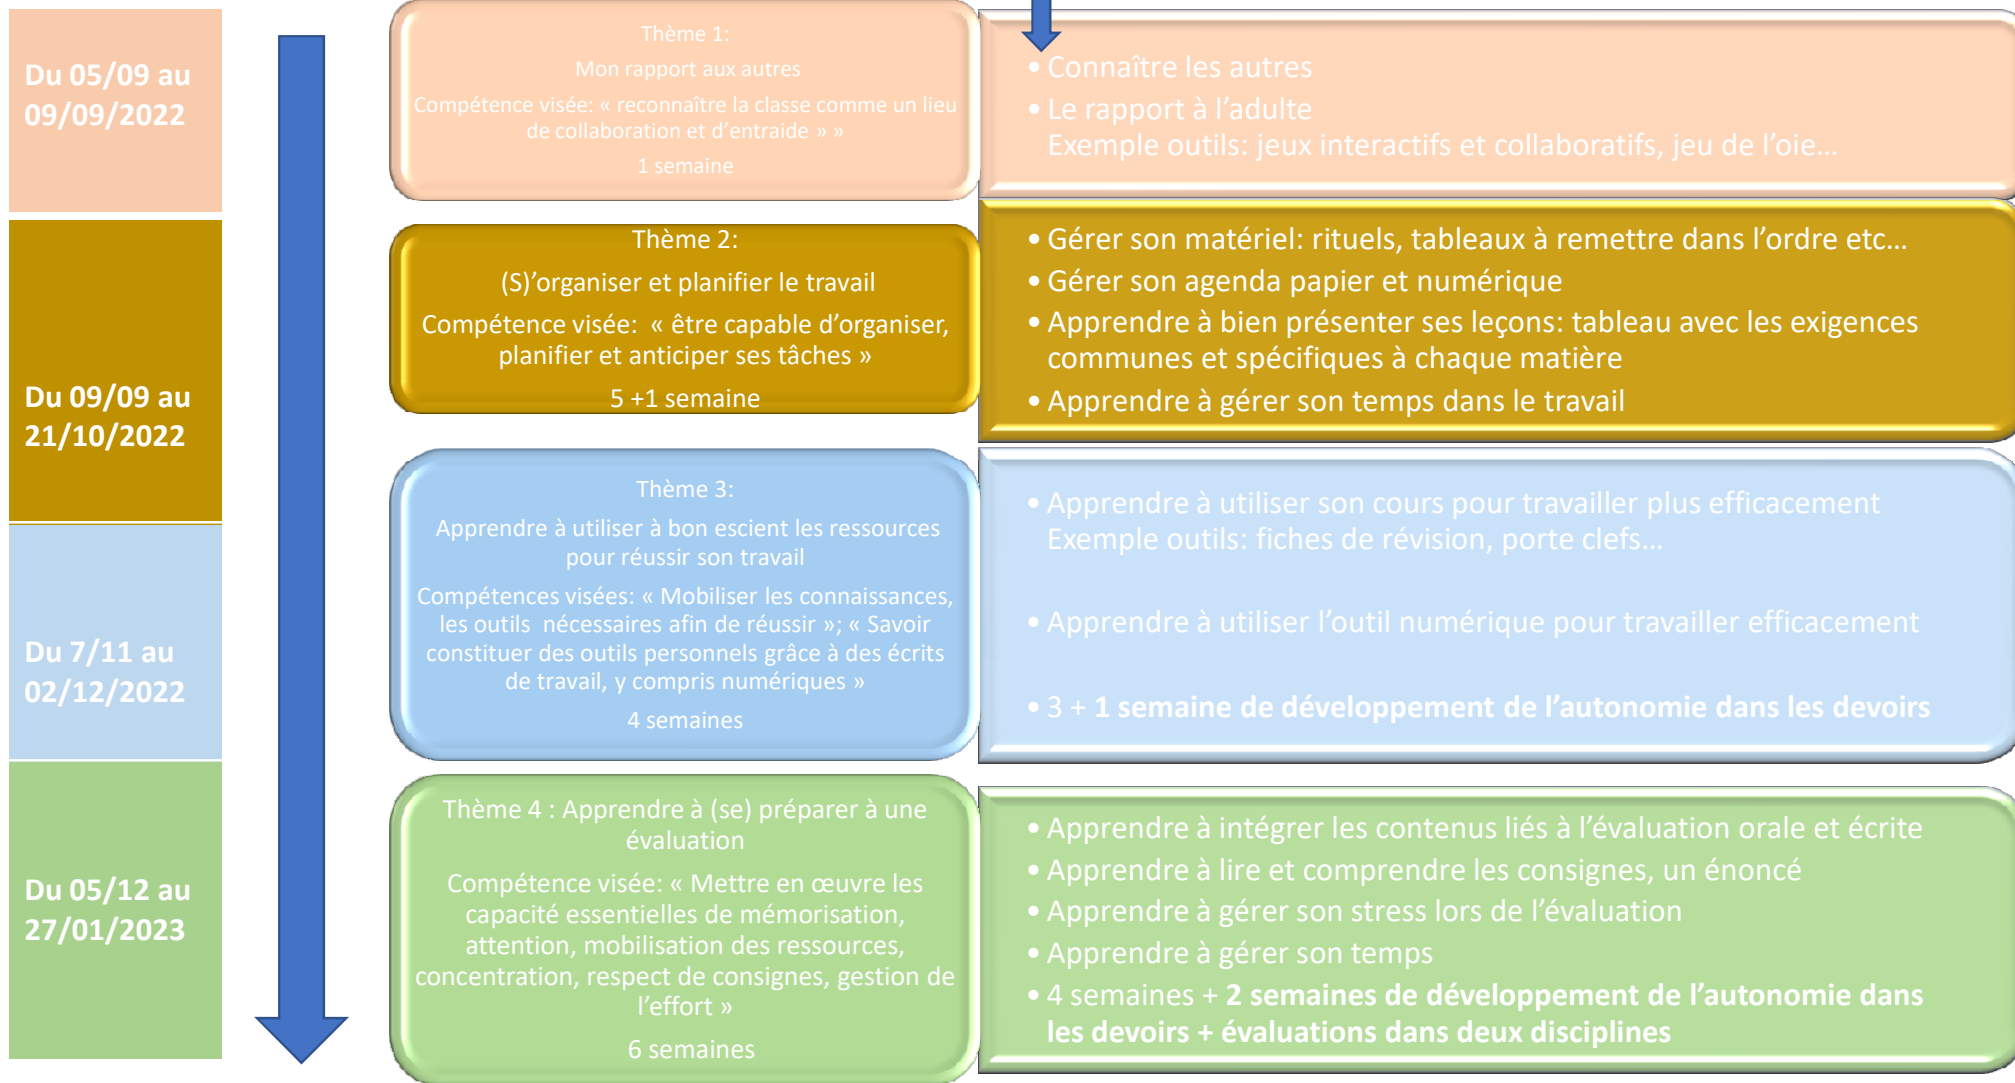 Du 05/09 au
09/09/2022
Thème 1:
Mon rapport aux autres
Compétence visée: « reconnaître la classe comme un lieu
de collaboration et d’entraide » »
1 semaine
• Connaître les autres
• Le rapport à l’adulte
Exemple outils: jeux interactifs et collaboratifs, jeu de l’oie…
Du 09/09 au
21/10/2022
Thème 2:
(S)’organiser et planifier le travail
Compétence visée: « être capable d’organiser,
planifier et anticiper ses tâches »
5 +1 semaine
• Gérer son matériel: rituels, tableaux à remettre dans l’ordre etc…
• Gérer son agenda papier et numérique
• Apprendre à bien présenter ses leçons: tableau avec les exigences
communes et spécifiques à chaque matière
• Apprendre à gérer son temps dans le travail
Du 7/11 au
02/12/2022
Thème 3:
Apprendre à utiliser à bon escient les ressources
pour réussir son travail
Compétences visées: « Mobiliser les connaissances,
les outils nécessaires afin de réussir »; « Savoir
constituer des outils personnels grâce à des écrits
de travail, y compris numériques »
4 semaines
• Apprendre à utiliser son cours pour travailler plus efficacement
Exemple outils: fiches de révision, porte clefs…
• Apprendre à utiliser l’outil numérique pour travailler efficacement
• 3 + 1 semaine de développement de l’autonomie dans les devoirs
Du 05/12 au
27/01/2023
Thème 4 : Apprendre à (se) préparer à une
évaluation
Compétence visée: « Mettre en œuvre les
capacité essentielles de mémorisation,
attention, mobilisation des ressources,
concentration, respect de consignes, gestion de
l’effort »
6 semaines
• Apprendre à intégrer les contenus liés à l’évaluation orale et écrite
• Apprendre à lire et comprendre les consignes, un énoncé
• Apprendre à gérer son stress lors de l’évaluation
• Apprendre à gérer son temps
• 4 semaines + 2 semaines de développement de l’autonomie dans
les devoirs + évaluations dans deux disciplines